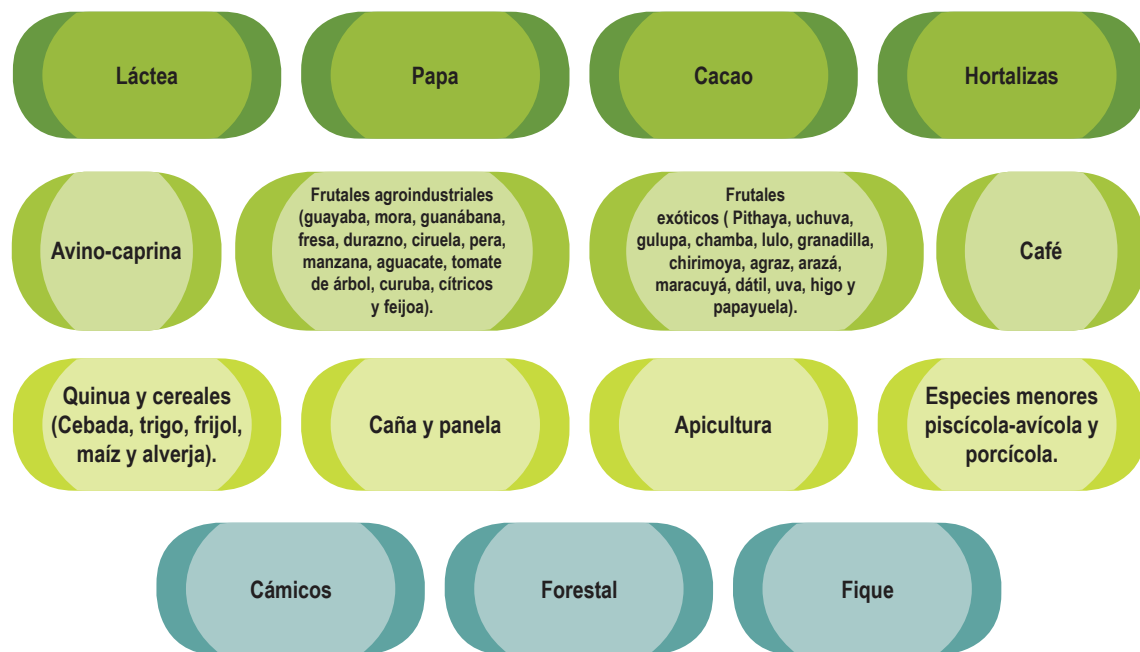 Láctea
Papa
Cacao
Hortalizas
Avino-caprina
Frutales agroindustriales
(guayaba, mora, guanábana,
fresa, durazno, ciruela, pera,
manzana, aguacate, tomate
de árbol, curuba, cítricos
y feijoa).
Frutales
exóticos ( Pithaya, uchuva,
gulupa, chamba, lulo, granadilla,
chirimoya, agraz, arazá,
maracuyá, dátil, uva, higo y
papayuela).
Café
Quinua y cereales
(Cebada, trigo, frijol,
maíz y alverja).
Caña y panela
Apicultura
Especies menores
piscícola-avícola y
porcícola.
Cámicos
Forestal
Fique